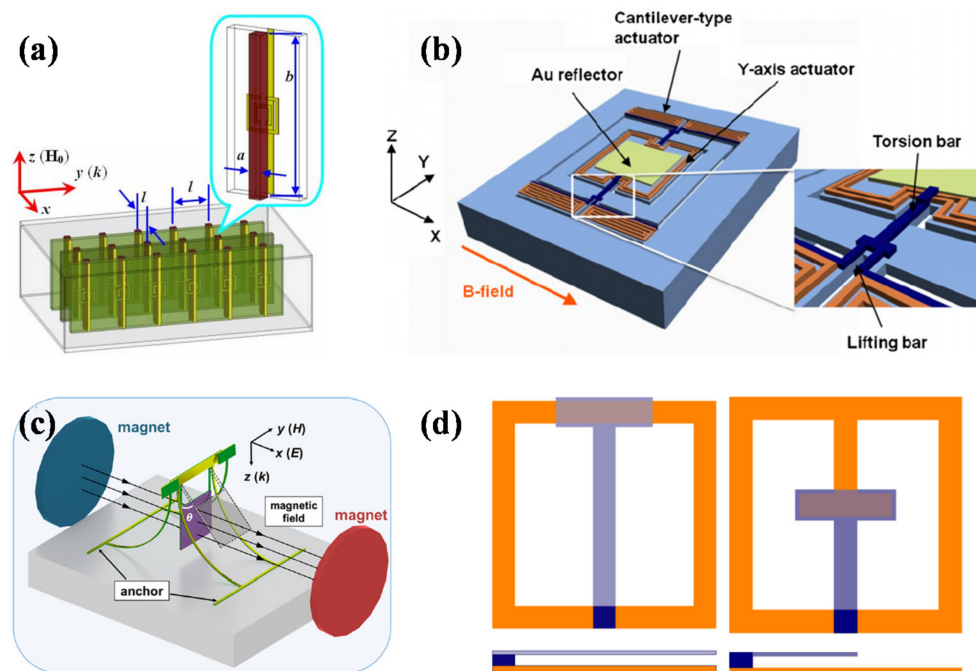 (a)
b
a
z (H₀)
y (k)
x
l
l
(b)
Cantilever-type
actuator
Au reflector
Y-axis actuator
Torsion bar
Z
Y
X
B-field
Lifting bar
(c)
magnet
y (H)
x (E)
z (k)
θ
magnetic
field
magnet
anchor
(d)